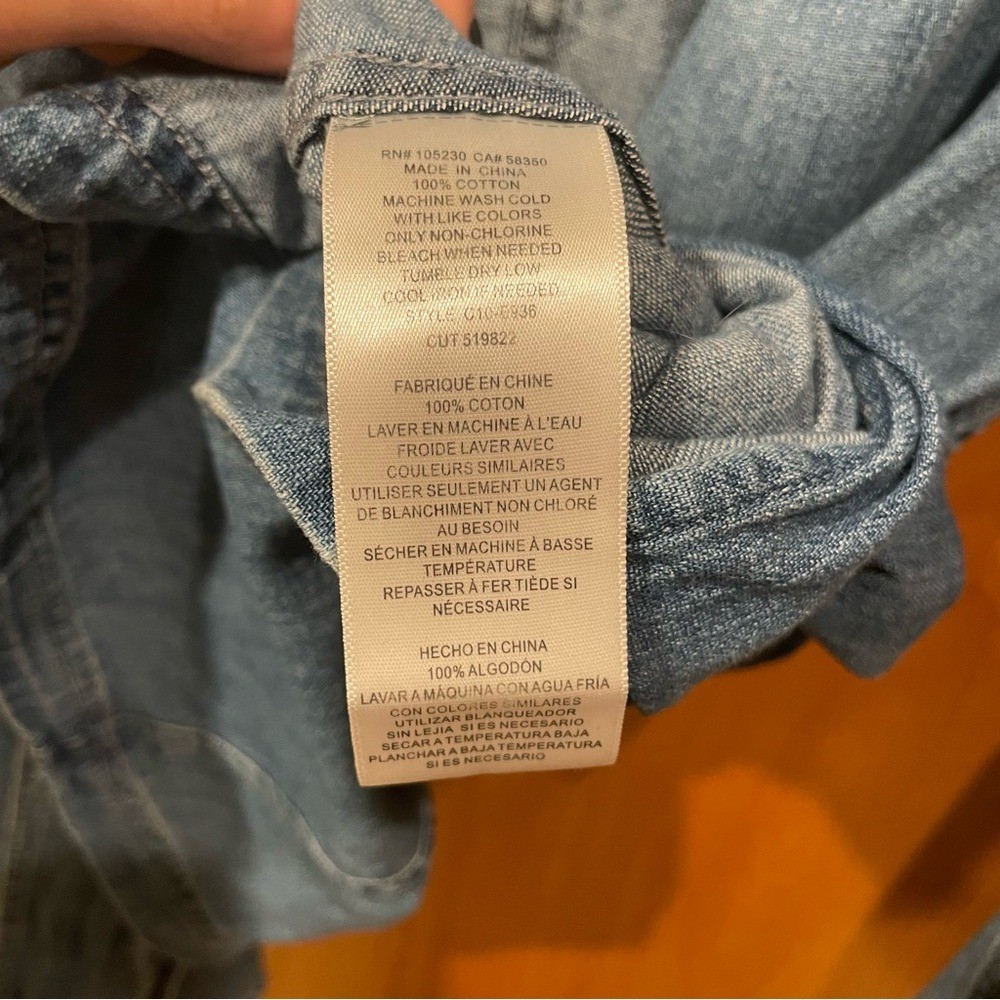 RN# 105230 CA# 58350
MADE IN CHINA
100% COTTON
MACHINE WASH COLD
WITH LIKE COLORS
ONLY NON-CHLORINE
BLEACH WHEN NEEDED
TUMBLE DRY LOW
COOL IRON IF NEEDED
STYLE C10-E936
CUT 519822
FABRIQUÉ EN CHINE
100% COTON
LAVER EN MACHINE À L'EAU
FROIDE LAVER AVEC
COULEURS SIMILAIRES
UTILISER SEULEMENT UN AGENT
DE BLANCHIMENT NON CHLORÉ
AU BESOIN
SÉCHER EN MACHINE À BASSE
TEMPÉRATURE
REPASSER À FER TIÈDE SI
NÉCESSAIRE
HECHO EN CHINA
100% ALGODÓN
LAVAR A MÁQUINA CON AGUA FRÍA
CON COLORES SIMILARES
UTILIZAR BLANQUEADOR
SIN LEJIA SI ES NECESARIO
SECAR A TEMPERATURA BAJA
PLANCHAR A BAJA TEMPERATURA
SI ES NECESARIO